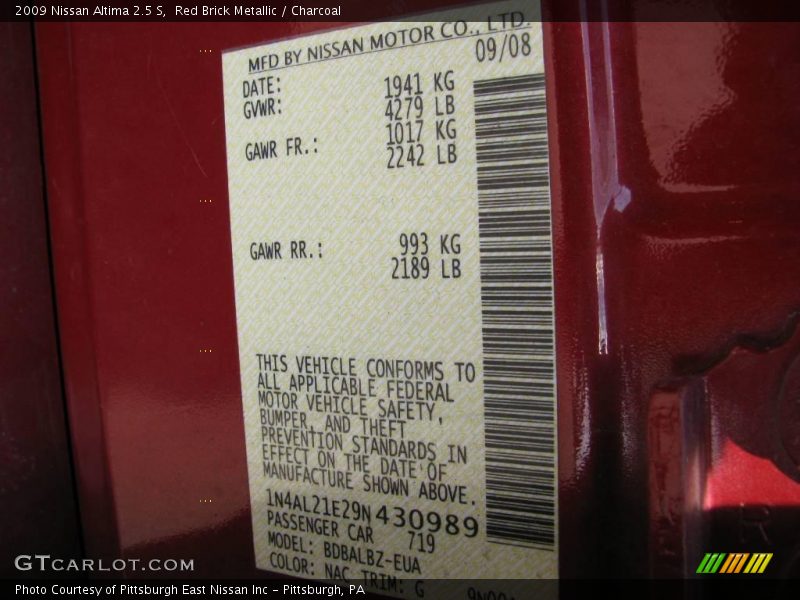 2009 Nissan Altima 2.5 S,  Red Brick Metallic / Charcoal
MFD BY NISSAN MOTOR CO., LTD.
DATE: 09/08
GVWR: 1941 KG
4279 LB
GAWR FR.: 1017 KG
2242 LB
GAWR RR.: 993 KG
2189 LB
THIS VEHICLE CONFORMS TO
ALL APPLICABLE FEDERAL
MOTOR VEHICLE SAFETY,
BUMPER, AND THEFT
PREVENTION STANDARDS IN
EFFECT ON THE DATE OF
MANUFACTURE SHOWN ABOVE.
1N4AL21E29N430989
PASSENGER CAR 719
MODEL: BDBALBZ-EUA
COLOR: NAC TRIM: G
GTCARLOT.COM
Photo Courtesy of Pittsburgh East Nissan Inc - Pittsburgh, PA